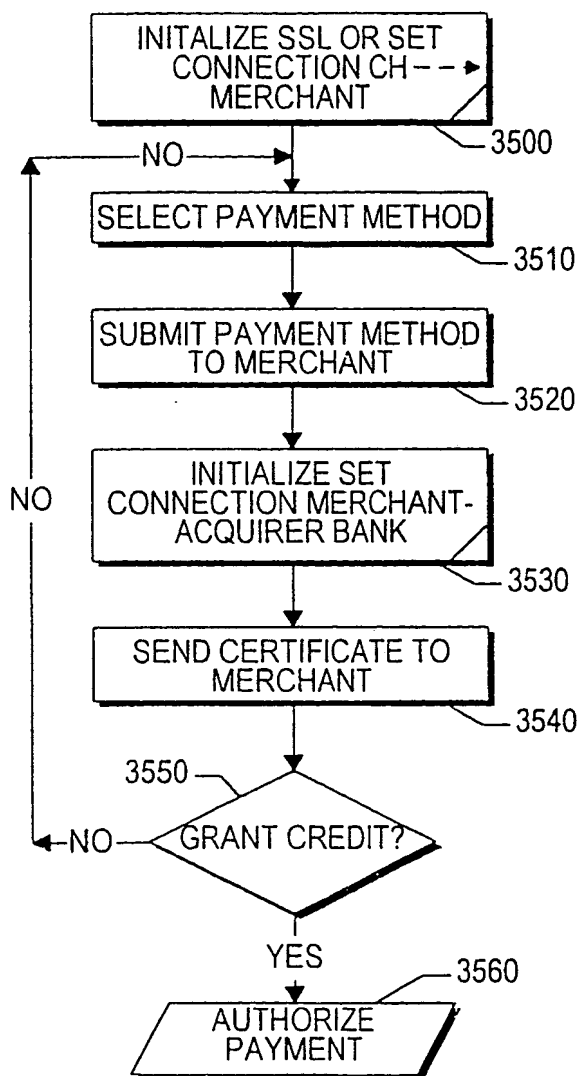 INITALIZE SSL OR SET
CONNECTION CH
MERCHANT
3500
NO
SELECT PAYMENT METHOD
3510
SUBMIT PAYMENT METHOD
TO MERCHANT
3520
NO
INITIALIZE SET
CONNECTION MERCHANT-
ACQUIRER BANK
3530
SEND CERTIFICATE TO
MERCHANT
3540
3550
NO
GRANT CREDIT?
YES
3560
AUTHORIZE
PAYMENT